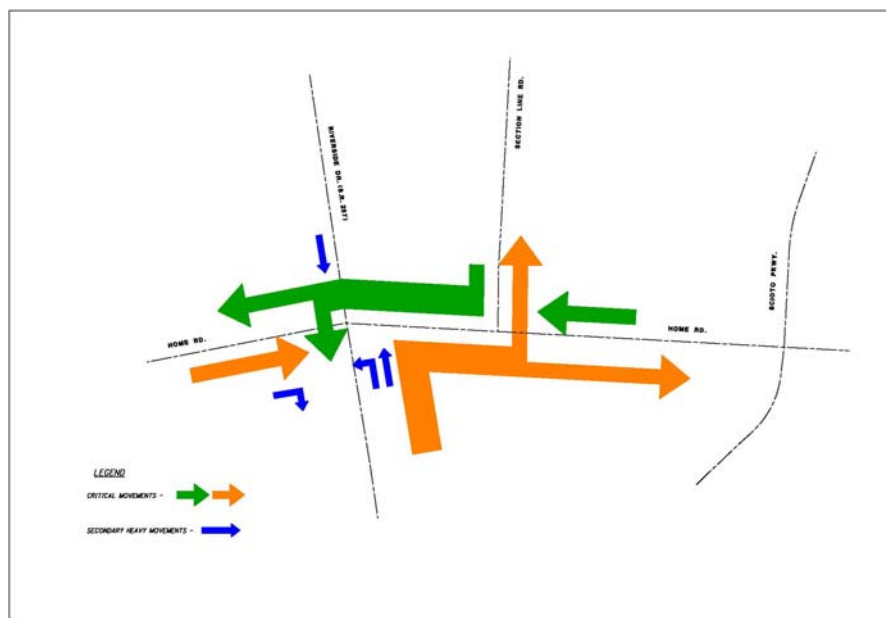 RIVERSIDE DR. (S.R. 257)
SECTION LINE RD.
SCIOTO PKWY.
HOME RD.
HOME RD.
LEGEND
CRITICAL MOVEMENTS -
SECONDARY HEAVY MOVEMENTS -